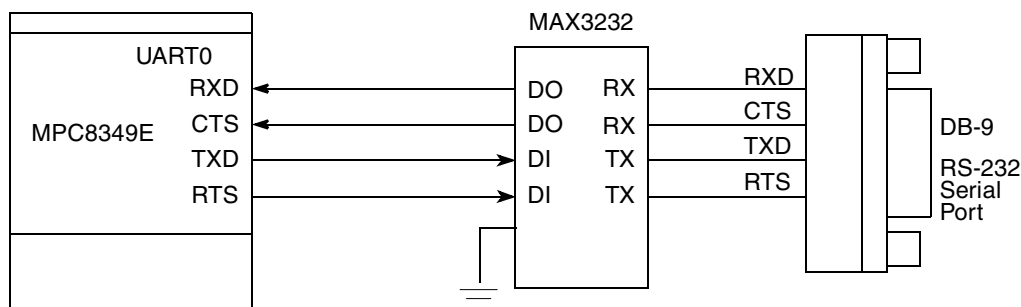 MAX3232
UART0
RXD DO RX RXD
CTS DO RX CTS
MPC8349E
TXD DI TX TXD
RTS DI TX RTS
DB-9
RS-232
Serial
Port